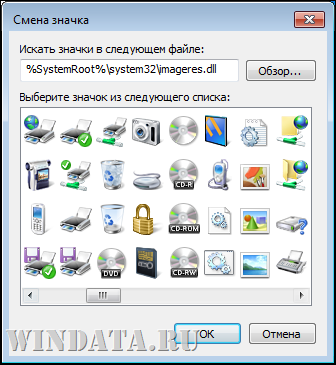 Смена значка
Искать значки в следующем файле:
%SystemRoot%\system32\imageres.dll
Обзор...
Выберите значок из следующего списка:
CD-R
CD-ROM
DVD
CD-RW
WINDATA.RU
OK
Отмена